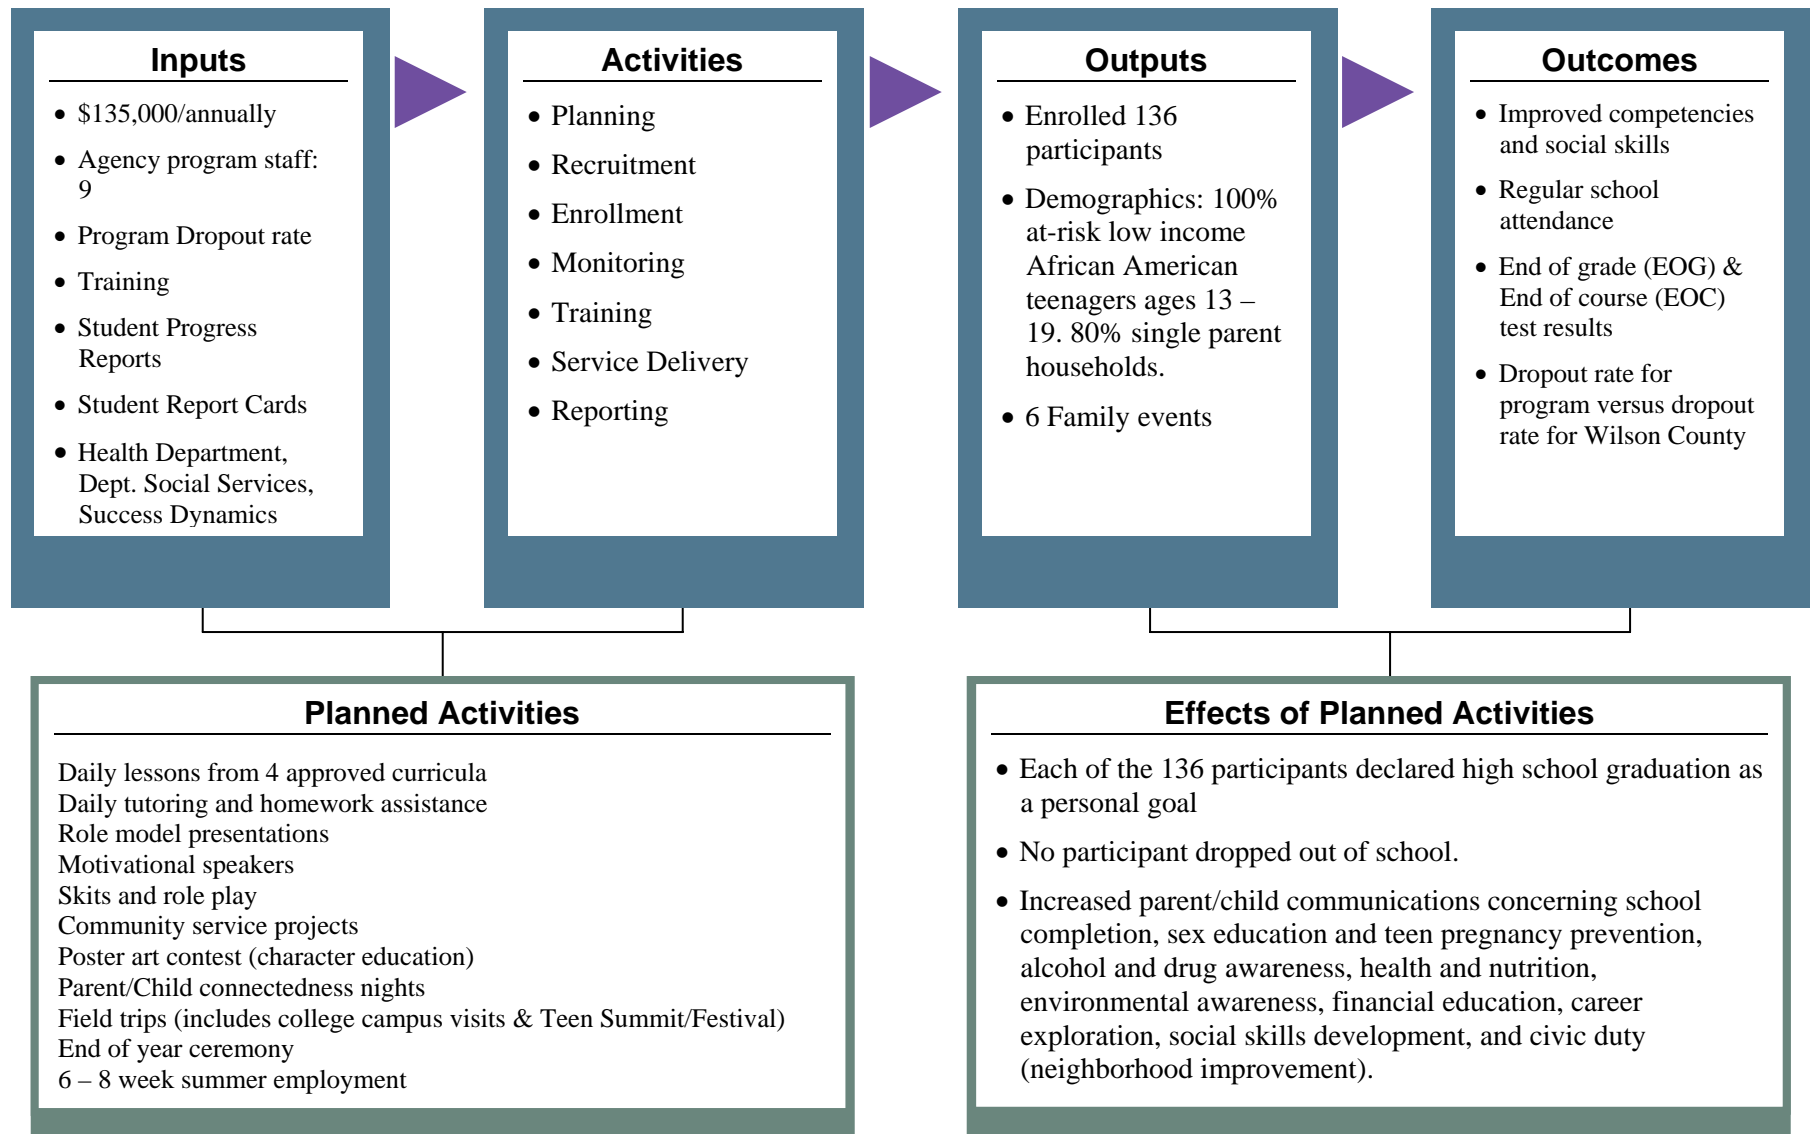 Inputs
• $135,000/annually
• Agency program staff:
9
• Program Dropout rate
• Training
• Student Progress
Reports
• Student Report Cards
• Health Department,
Dept. Social Services,
Success Dynamics
Activities
• Planning
• Recruitment
• Enrollment
• Monitoring
• Training
• Service Delivery
• Reporting
Outputs
• Enrolled 136
participants
• Demographics: 100%
at-risk low income
African American
teenagers ages 13 –
19. 80% single parent
households.
• 6 Family events
Outcomes
• Improved competencies
and social skills
• Regular school
attendance
• End of grade (EOG) &
End of course (EOC)
test results
• Dropout rate for
program versus dropout
rate for Wilson County
Planned Activities
Daily lessons from 4 approved curricula
Daily tutoring and homework assistance
Role model presentations
Motivational speakers
Skits and role play
Community service projects
Poster art contest (character education)
Parent/Child connectedness nights
Field trips (includes college campus visits & Teen Summit/Festival)
End of year ceremony
6 – 8 week summer employment
Effects of Planned Activities
• Each of the 136 participants declared high school graduation as
a personal goal
• No participant dropped out of school.
• Increased parent/child communications concerning school
completion, sex education and teen pregnancy prevention,
alcohol and drug awareness, health and nutrition,
environmental awareness, financial education, career
exploration, social skills development, and civic duty
(neighborhood improvement).